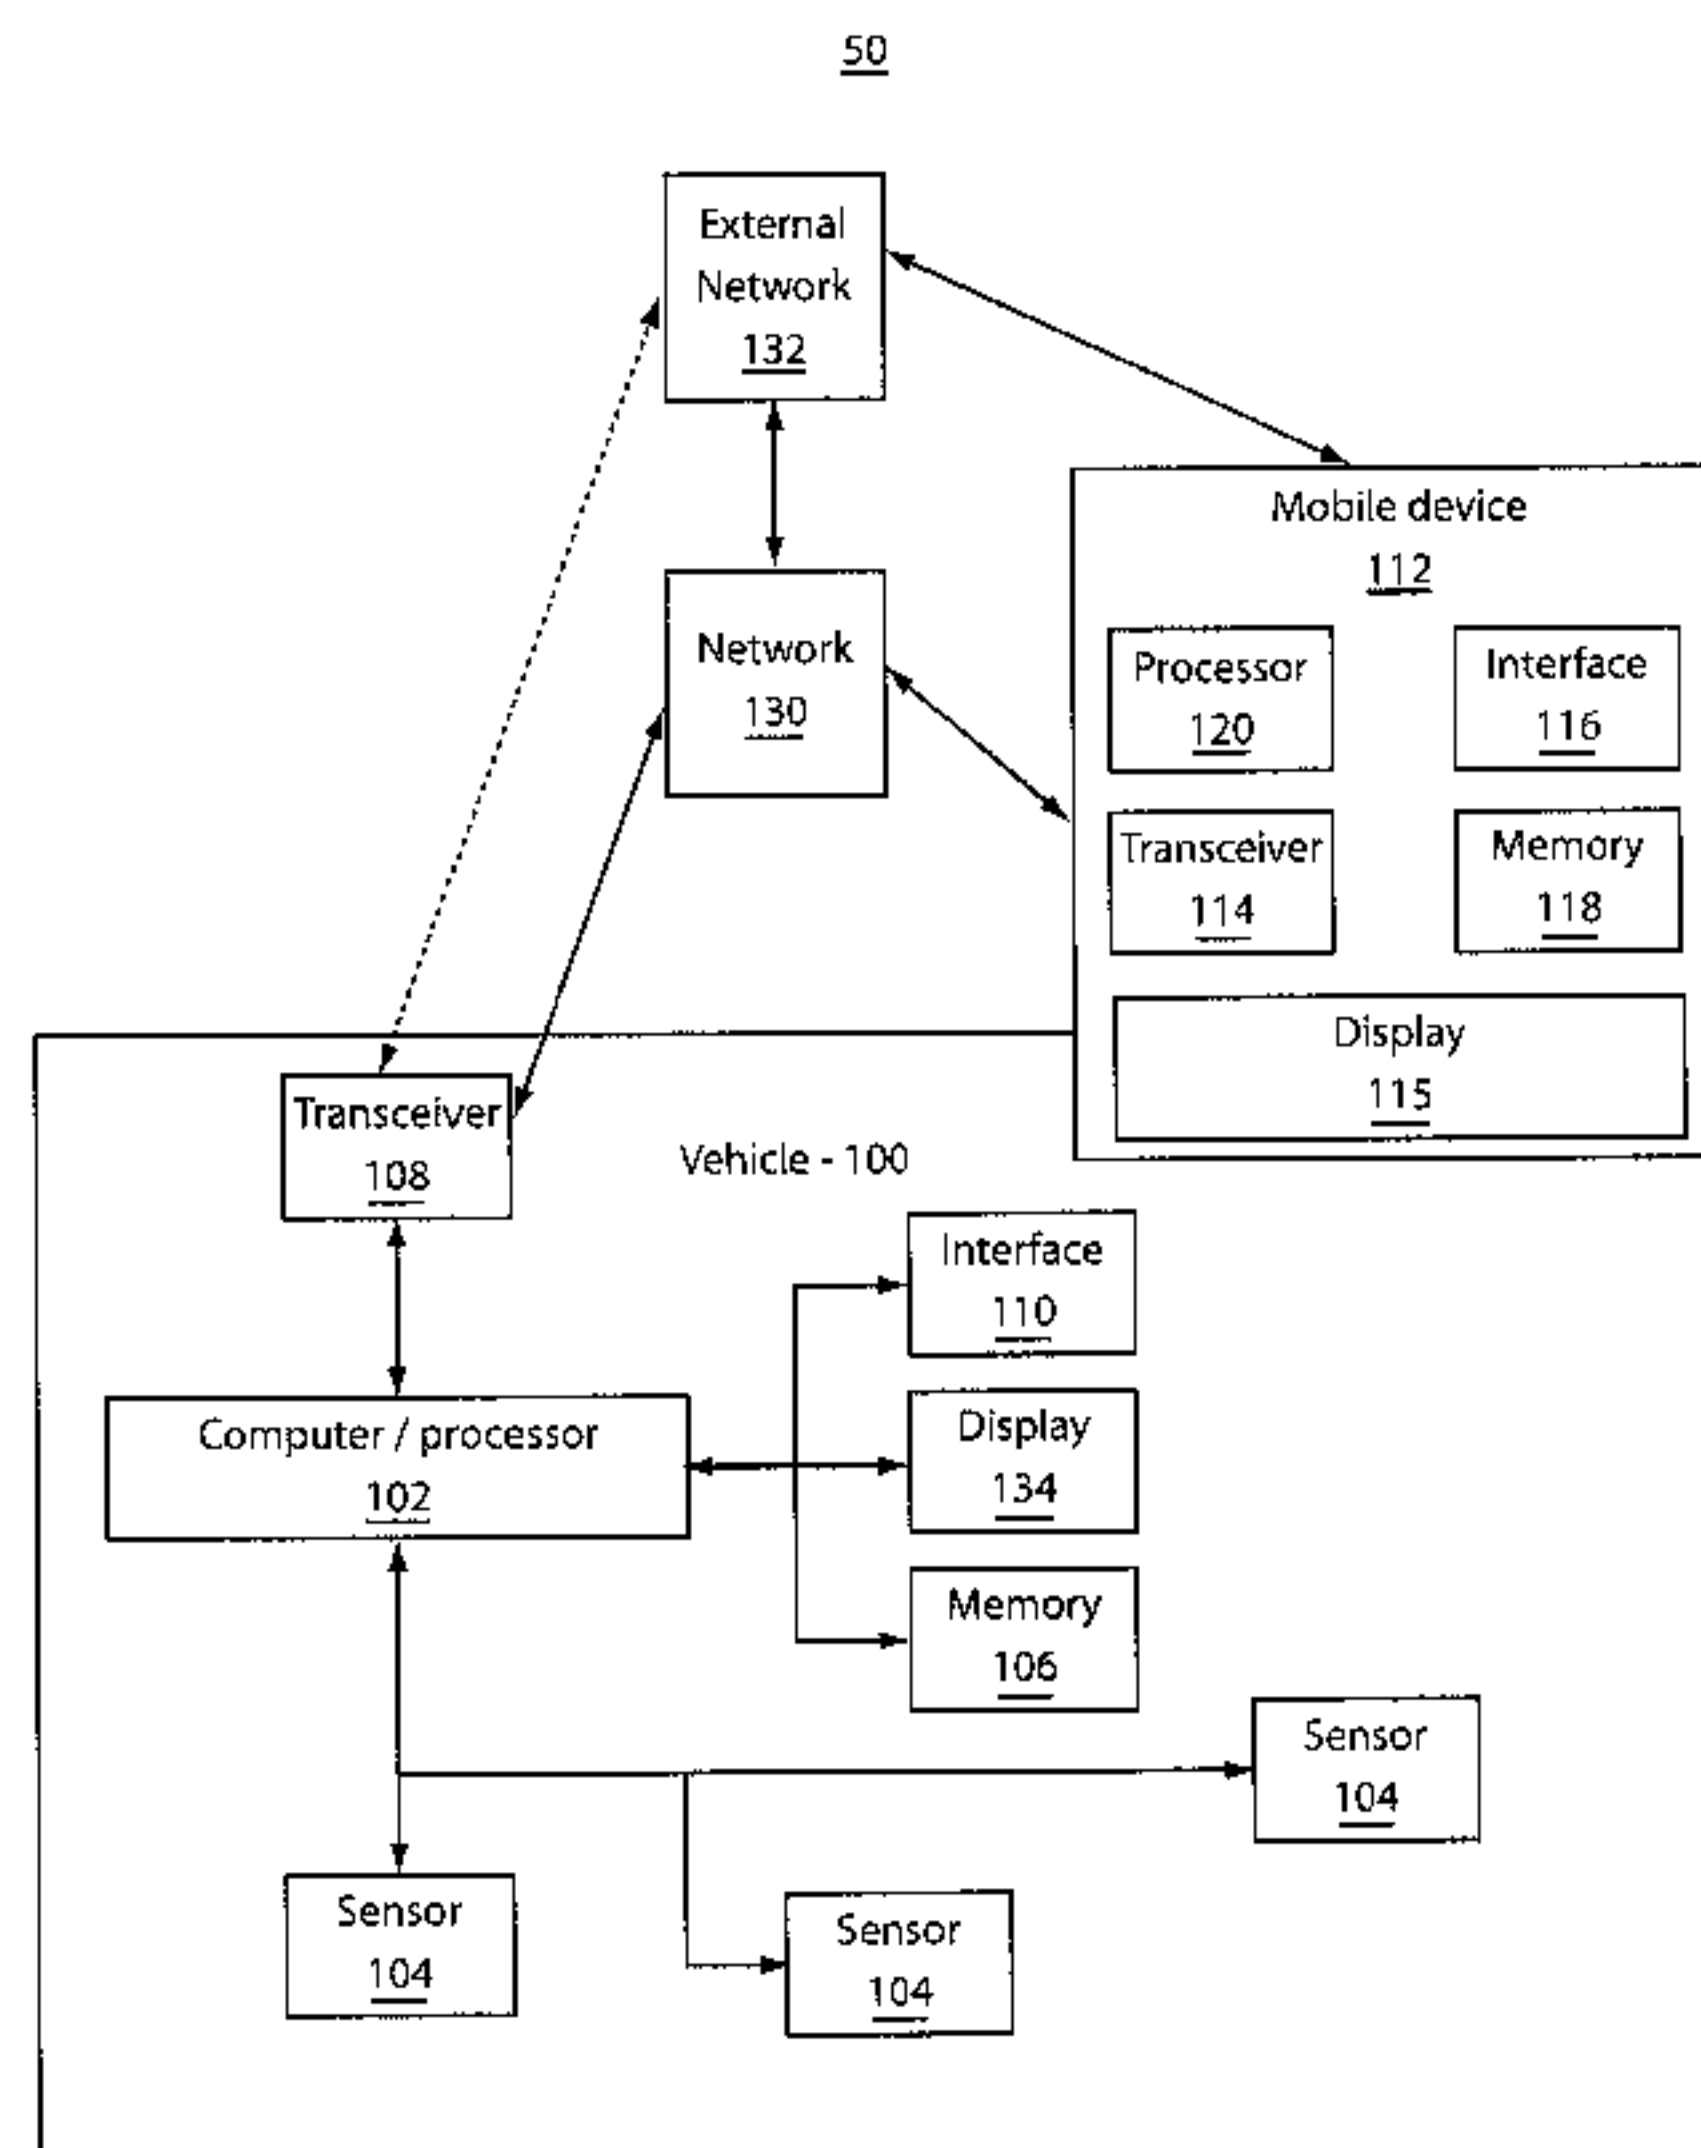 50
External
Network
132
Mobile device
112
Network
130
Processor
120
Interface
116
Transceiver
114
Memory
118
Display
115
Transceiver
108
Vehicle - 100
Interface
110
Computer / processor
102
Display
134
Memory
106
Sensor
104
Sensor
104
Sensor
104